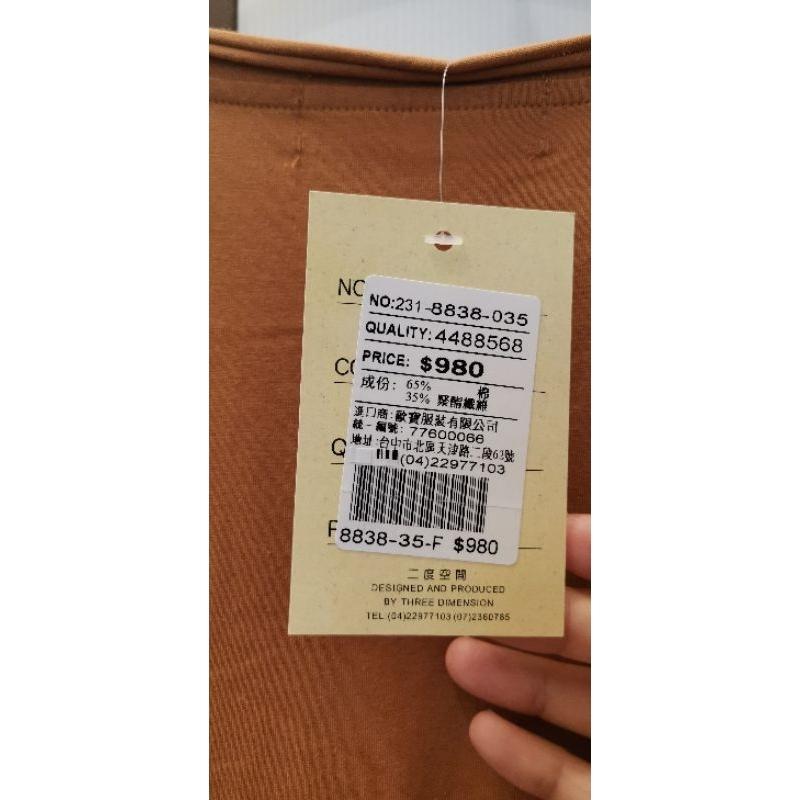 NO
NO:231-8838-035
QUALITY:4488568
CO
PRICE: $980
成份: 65% 棉
35% 聚酯纖維
進口商:歐寶服裝有限公司
統一編號: 77600066
Q
地址:台中市北區天津路二段63號
(04)22977103
8838-35-F $980
二度空間
DESIGNED AND PRODUCED
BY THREE DIMENSION
TEL:(04)22977103 (07)2360765